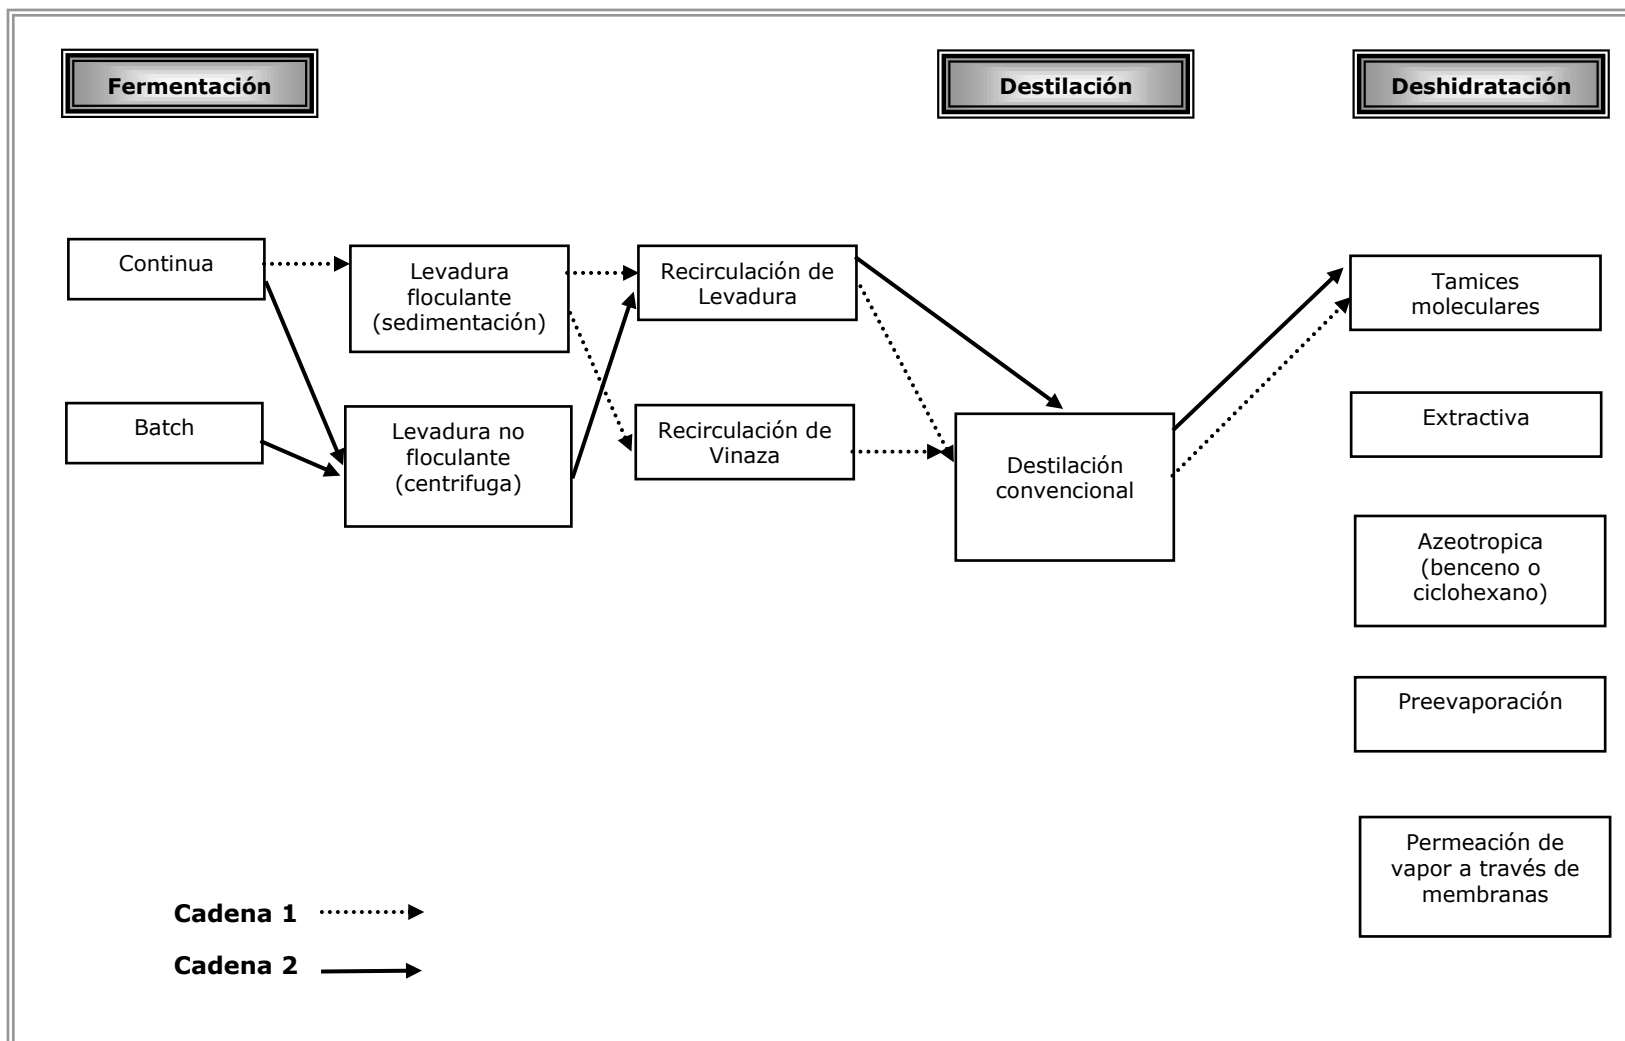 Fermentación
Destilación
Deshidratación
Continua
Levadura
floculante
(sedimentación)
Recirculación de
Levadura
Tamices
moleculares
Batch
Levadura no
floculante
(centrifuga)
Recirculación de
Vinaza
Destilación
convencional
Extractiva
Azeotropica
(benceno o
ciclohexano)
Preevaporación
Permeación de
vapor a través de
membranas
Cadena 1
Cadena 2